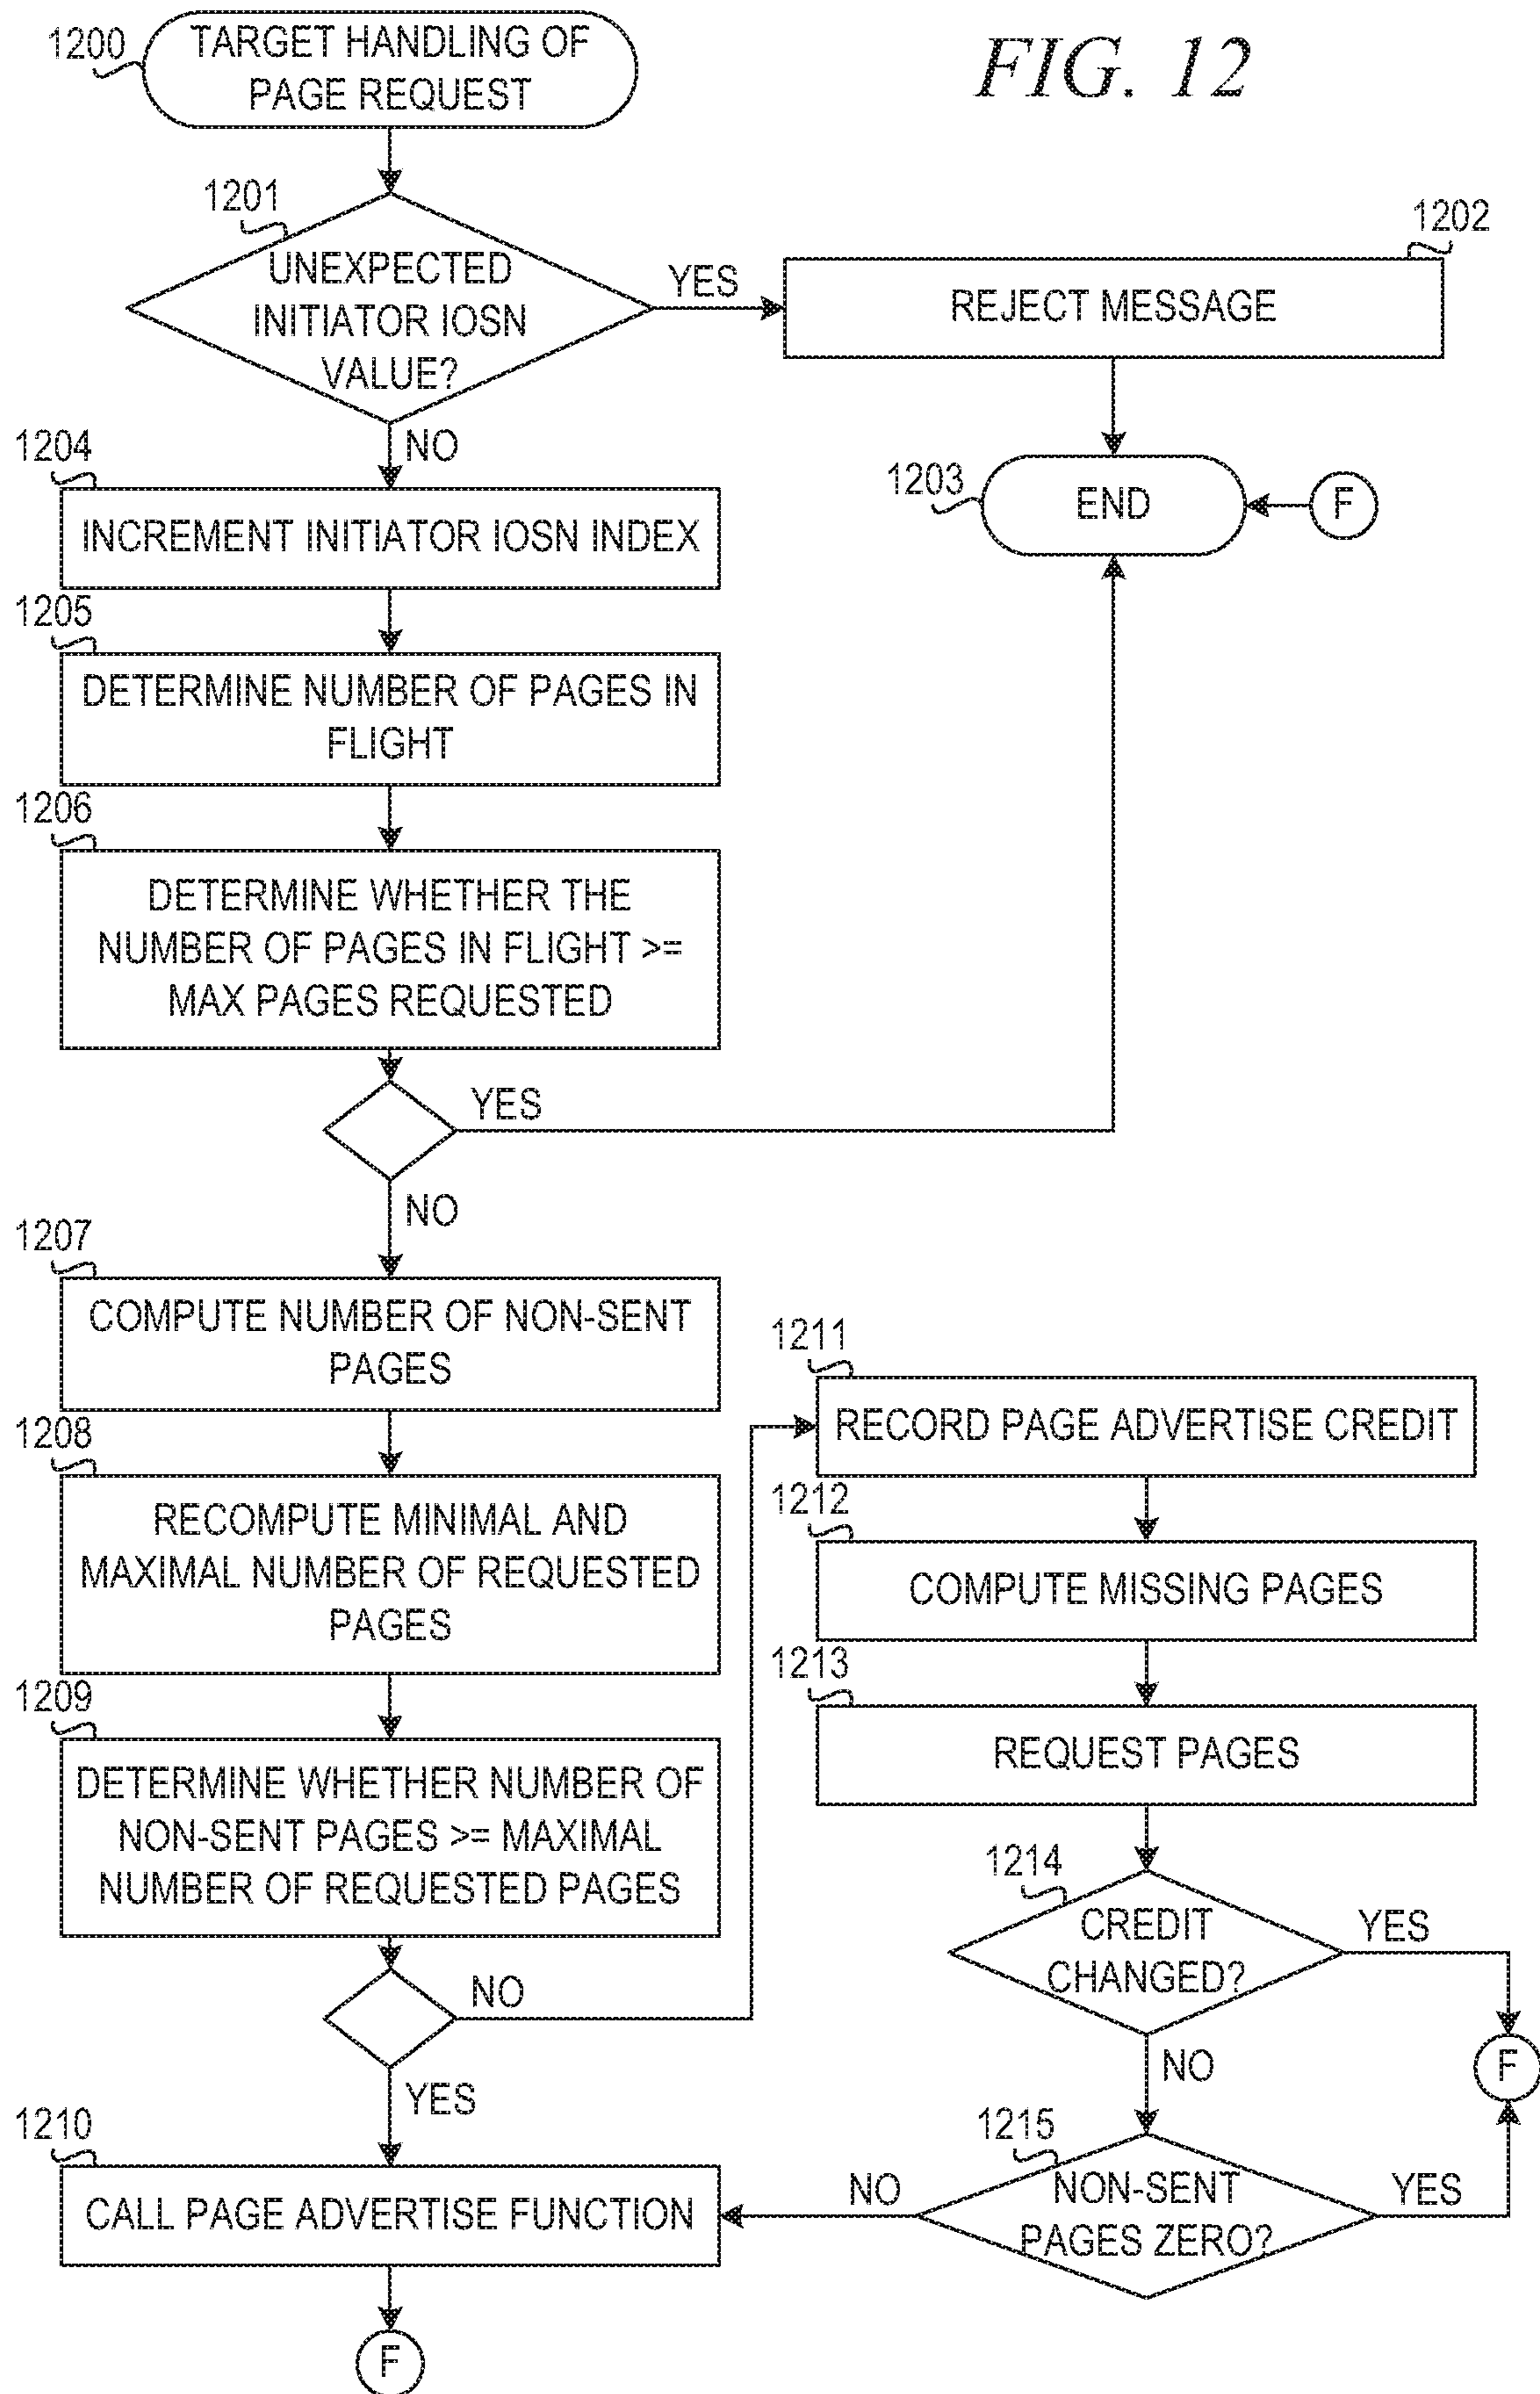 FIG. 12
1200
TARGET HANDLING OF
PAGE REQUEST
1201
UNEXPECTED
INITIATOR IOSN
VALUE?
YES
1202
REJECT MESSAGE
NO
1203
END
F
1204
INCREMENT INITIATOR IOSN INDEX
1205
DETERMINE NUMBER OF PAGES IN
FLIGHT
1206
DETERMINE WHETHER THE
NUMBER OF PAGES IN FLIGHT >=
MAX PAGES REQUESTED
YES
NO
1207
COMPUTE NUMBER OF NON-SENT
PAGES
1208
RECOMPUTE MINIMAL AND
MAXIMAL NUMBER OF REQUESTED
PAGES
1209
DETERMINE WHETHER NUMBER OF
NON-SENT PAGES >= MAXIMAL
NUMBER OF REQUESTED PAGES
NO
YES
1210
CALL PAGE ADVERTISE FUNCTION
F
1211
RECORD PAGE ADVERTISE CREDIT
1212
COMPUTE MISSING PAGES
1213
REQUEST PAGES
1214
CREDIT
CHANGED?
YES
NO
F
1215
NON-SENT
PAGES ZERO?
NO
YES